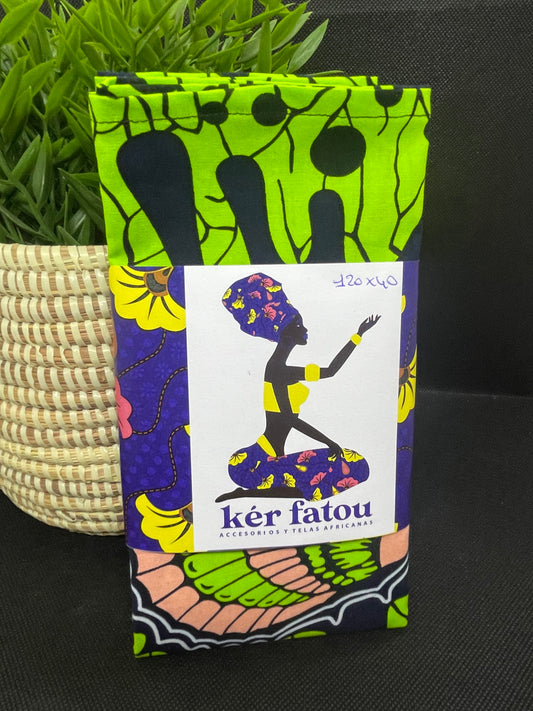 120x40
kér fatou
ACCESORIOS Y TELAS AFRICANAS